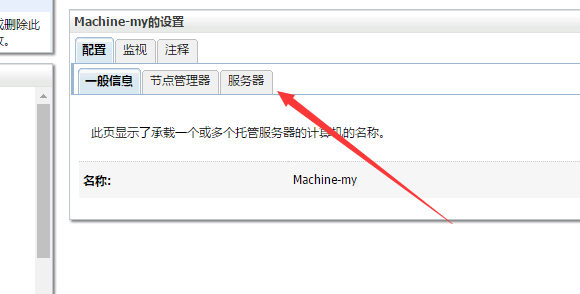 或删除此
改。
Machine-my的设置
配置 监视 注释
一般信息 节点管理器 服务器
此页显示了承载一个或多个托管服务器的计算机的名称。
名称: Machine-my